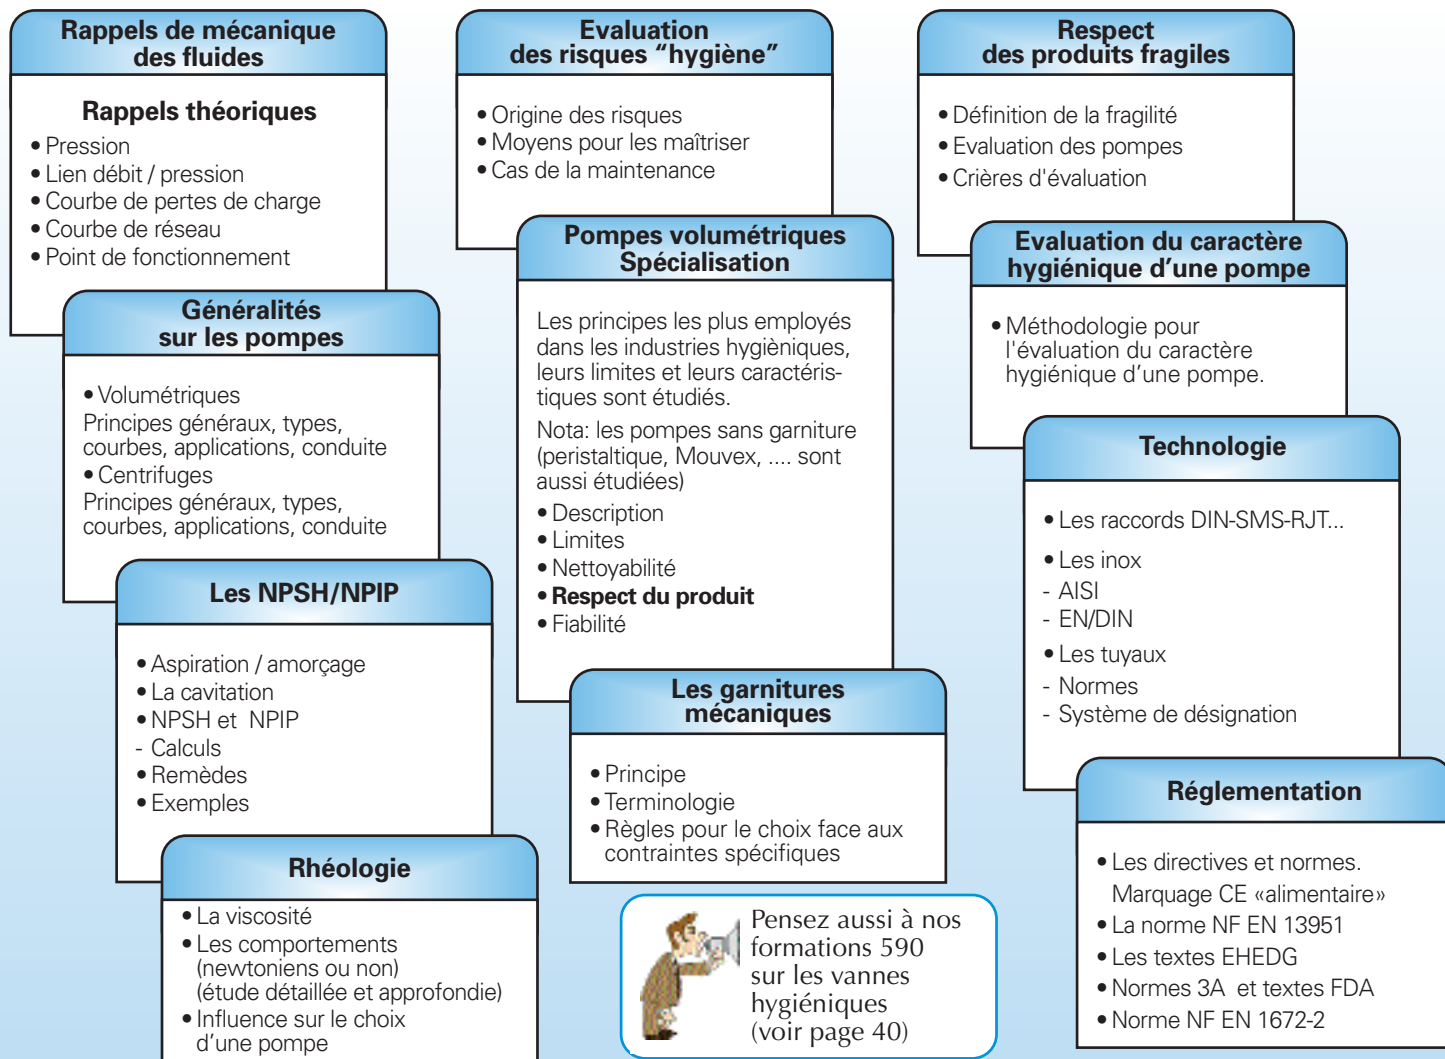 Rappels de mécanique
des fluides
Rappels théoriques
• Pression
• Lien débit / pression
• Courbe de pertes de charge
• Courbe de réseau
• Point de fonctionnement
Généralités
sur les pompes
• Volumétriques
Principes généraux, types,
courbes, applications, conduite
• Centrifuges
Principes généraux, types,
courbes, applications, conduite
Les NPSH/NPIP
• Aspiration / amorçage
• La cavitation
• NPSH et NPIP
- Calculs
• Remèdes
• Exemples
Rhéologie
• La viscosité
• Les comportements
(newtoniens ou non)
(étude détaillée et approfondie)
• Influence sur le choix
d'une pompe
Evaluation
des risques “hygiène”
• Origine des risques
• Moyens pour les maîtriser
• Cas de la maintenance
Pompes volumétriques
Spécialisation
Les principes les plus employés
dans les industries hygièniques,
leurs limites et leurs caractéris-
tiques sont étudiés.
Nota: les pompes sans garniture
(peristaltique, Mouvex, .... sont
aussi étudiées)
• Description
• Limites
• Nettoyabilité
• Respect du produit
• Fiabilité
Les garnitures
mécaniques
• Principe
• Terminologie
• Règles pour le choix face aux
contraintes spécifiques
Pensez aussi à nos
formations 590
sur les vannes
hygiéniques
(voir page 40)
Respect
des produits fragiles
• Définition de la fragilité
• Evaluation des pompes
• Crières d'évaluation
Evaluation du caractère
hygiénique d’une pompe
• Méthodologie pour
l'évaluation du caractère
hygiénique d’une pompe.
Technologie
• Les raccords DIN-SMS-RJT...
• Les inox
- AISI
- EN/DIN
• Les tuyaux
- Normes
- Système de désignation
Réglementation
• Les directives et normes.
Marquage CE «alimentaire»
• La norme NF EN 13951
• Les textes EHEDG
• Normes 3A et textes FDA
• Norme NF EN 1672-2